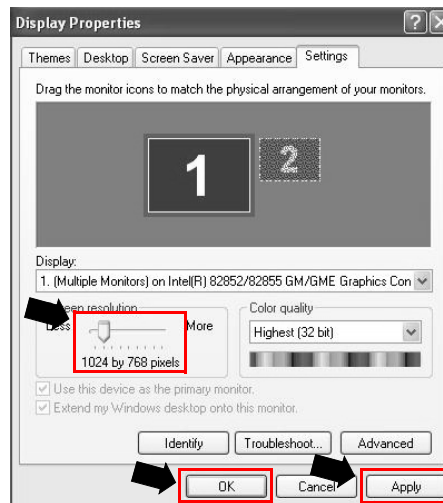 Display Properties
Themes Desktop Screen Saver Appearance Settings
Drag the monitor icons to match the physical arrangement of your monitors.
1 2
Display:
1. (Multiple Monitors) on Intel(R) 82852/82855 GM/GME Graphics Con
resolution Color quality
Less More Highest (32 bit)
1024 by 768 pixels
Use this device as the primary monitor.
Extend my Windows desktop onto this monitor.
Identify Troubleshoot... Advanced
OK Cancel Apply